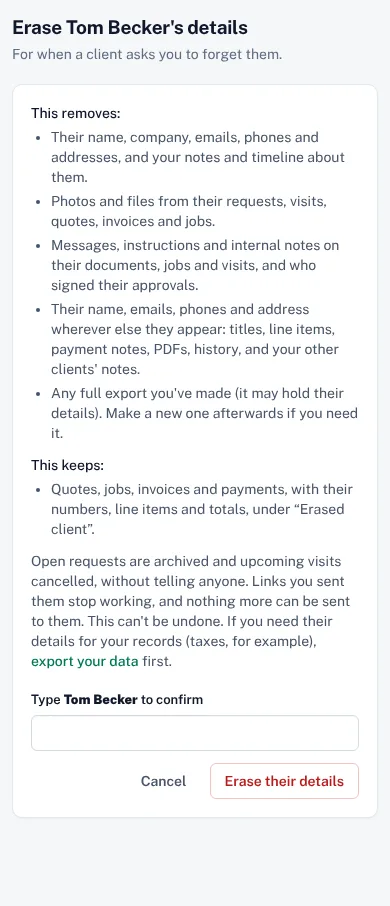 Erase Tom Becker's details
For when a client asks you to forget them.
This removes:
• Their name, company, emails, phones and
addresses, and your notes and timeline about
them.
• Photos and files from their requests, visits,
quotes, invoices and jobs.
• Messages, instructions and internal notes on
their documents, jobs and visits, and who
signed their approvals.
• Their name, emails, phones and address
wherever else they appear: titles, line items,
payment notes, PDFs, history, and your other
clients' notes.
• Any full export you've made (it may hold their
details). Make a new one afterwards if you need
it.
This keeps:
• Quotes, jobs, invoices and payments, with their
numbers, line items and totals, under “Erased
client”.
Open requests are archived and upcoming visits
cancelled, without telling anyone. Links you sent
them stop working, and nothing more can be sent
to them. This can't be undone. If you need their
details for your records (taxes, for example),
export your data first.
Type Tom Becker to confirm
Cancel
Erase their details